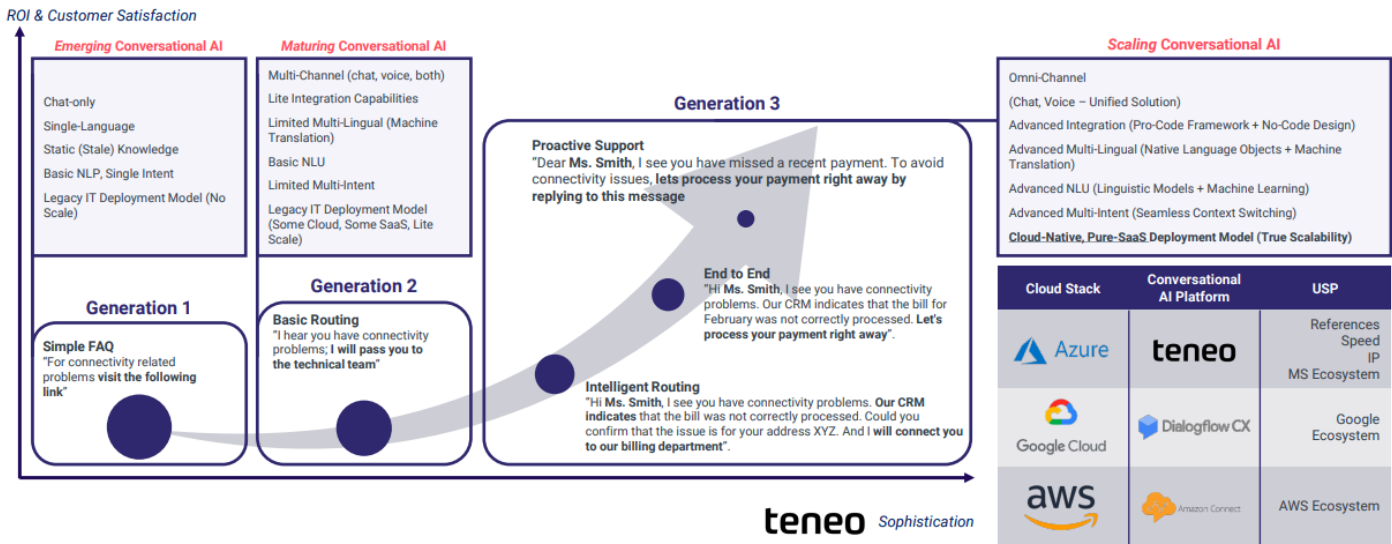 ROI & Customer Satisfaction
Emerging Conversational AI
Chat-only
Single-Language
Static (Stale) Knowledge
Basic NLP, Single Intent
Legacy IT Deployment Model (No
Scale)
Maturing Conversational AI
Multi-Channel (chat, voice, both)
Lite Integration Capabilities
Limited Multi-Lingual (Machine
Translation)
Basic NLU
Limited Multi-Intent
Legacy IT Deployment Model
(Some Cloud, Some SaaS, Lite
Scale)
Scaling Conversational AI
Omni-Channel
(Chat, Voice – Unified Solution)
Advanced Integration (Pro-Code Framework + No-Code Design)
Advanced Multi-Lingual (Native Language Objects + Machine
Translation)
Advanced NLU (Linguistic Models + Machine Learning)
Advanced Multi-Intent (Seamless Context Switching)
Cloud-Native, Pure-SaaS Deployment Model (True Scalability)
Generation 1
Simple FAQ
“For connectivity related
problems visit the following
link”
Generation 2
Basic Routing
“I hear you have connectivity
problems; I will pass you to
the technical team”
Generation 3
Proactive Support
“Dear Ms. Smith, I see you have missed a recent payment. To avoid
connectivity issues, lets process your payment right away by
replying to this message
End to End
“Hi Ms. Smith, I see you have connectivity
problems. Our CRM indicates that the bill for
February was not correctly processed. Let's
process your payment right away”.
Intelligent Routing
“Hi Ms. Smith, I see you have connectivity problems. Our CRM
indicates that the bill was not correctly processed. Could you
confirm that the issue is for your address XYZ. And I will connect you
to our billing department”.
teneo Sophistication
Cloud Stack
Conversational
AI Platform
USP
Azure
teneo
References
Speed
IP
MS Ecosystem
Google Cloud
Dialogflow CX
Google
Ecosystem
aws
Amazon Connect
AWS Ecosystem